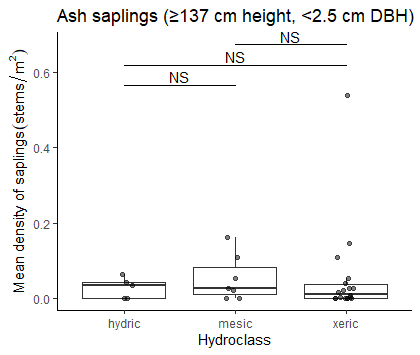 Ash saplings (≥137 cm height, <2.5 cm DBH)
NS
NS
NS
0.6
0.4
0.2
0.0
Mean density of saplings(stems/m²)
hydric mesic xeric
Hydroclass